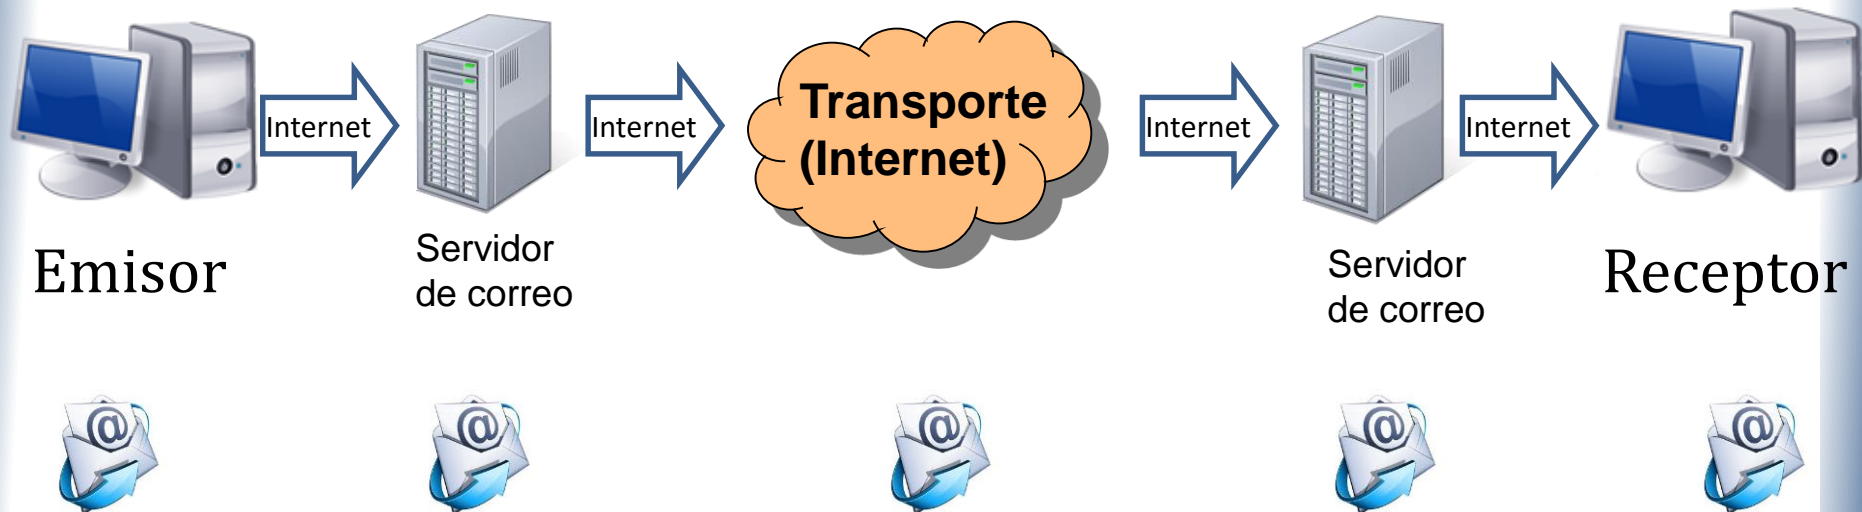 Internet
Internet
Transporte
(Internet)
Internet
Internet
Emisor
Servidor
de correo
Servidor
de correo
Receptor
@
@
@
@
@